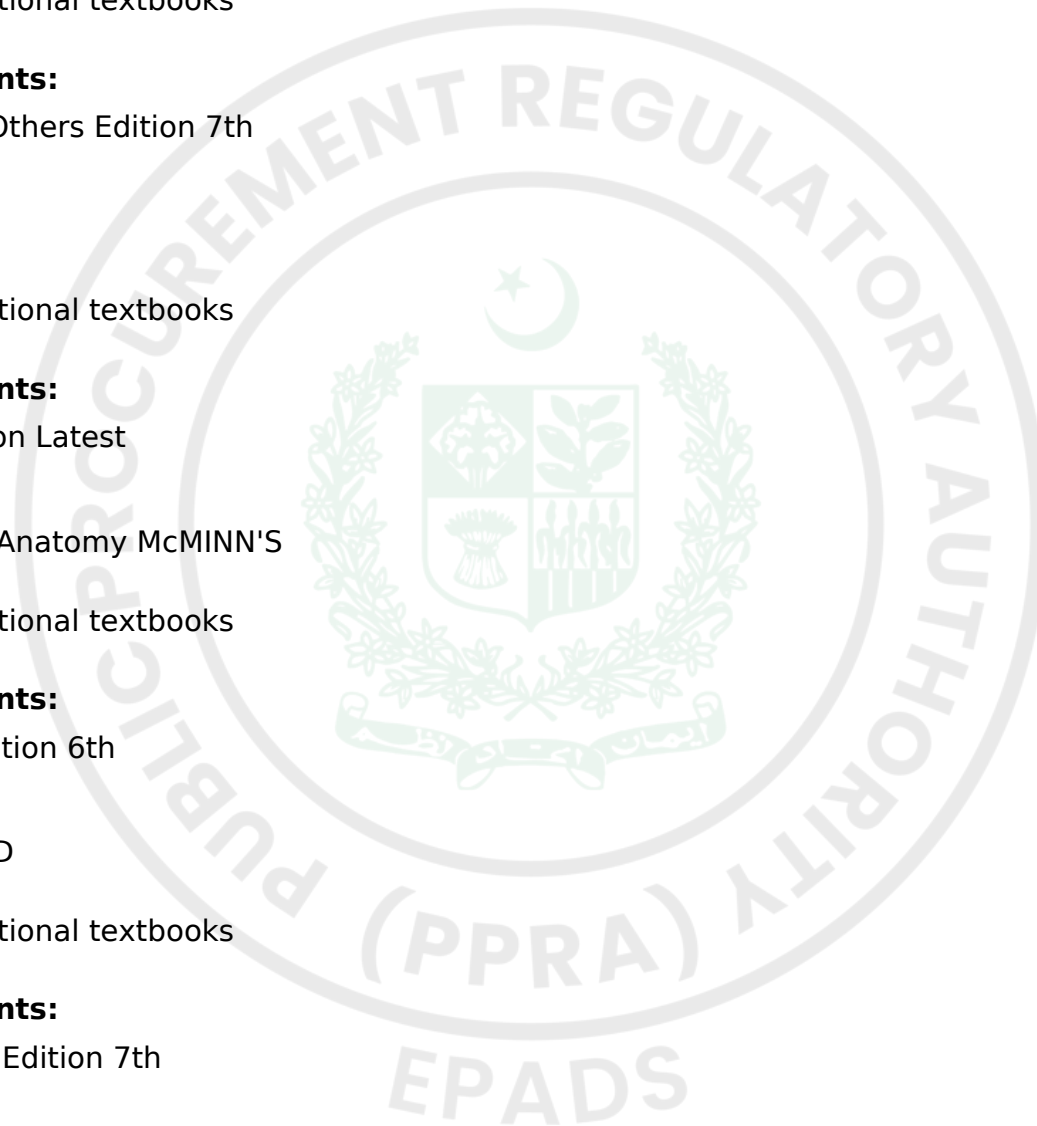 tional textbooks
nts:
Others Edition 7th
tional textbooks
nts:
on Latest
Anatomy McMINN'S
tional textbooks
nts:
tion 6th
D
tional textbooks
nts:
Edition 7th
PUBLIC PROCUREMENT REGULATORY AUTHORITY
(PPRA)
EPADS